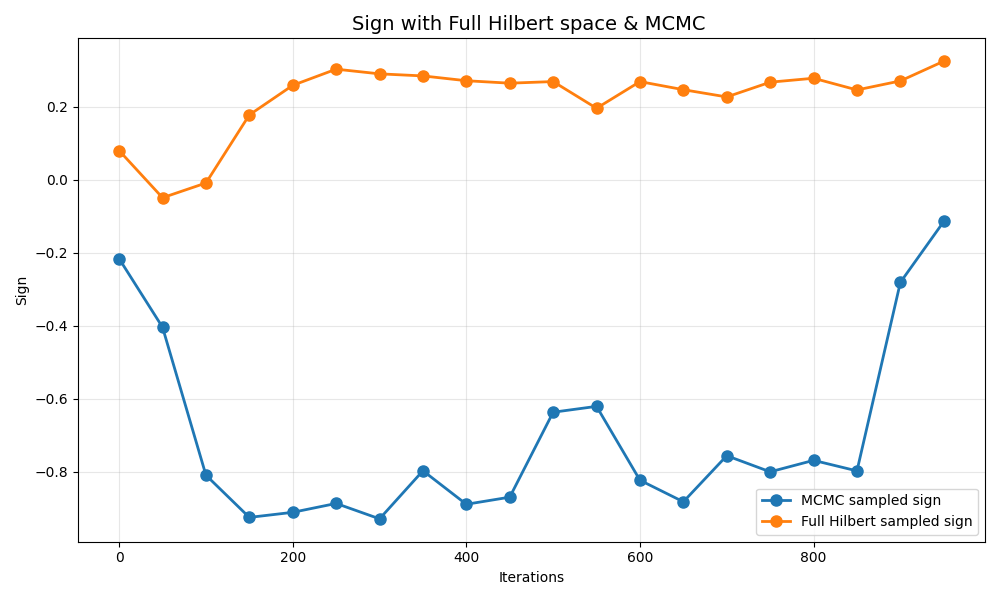 Sign with Full Hilbert space & MCMC
Sign
0.2
0.0
−0.2
−0.4
−0.6
−0.8
0
200
400
600
800
Iterations
MCMC sampled sign
Full Hilbert sampled sign